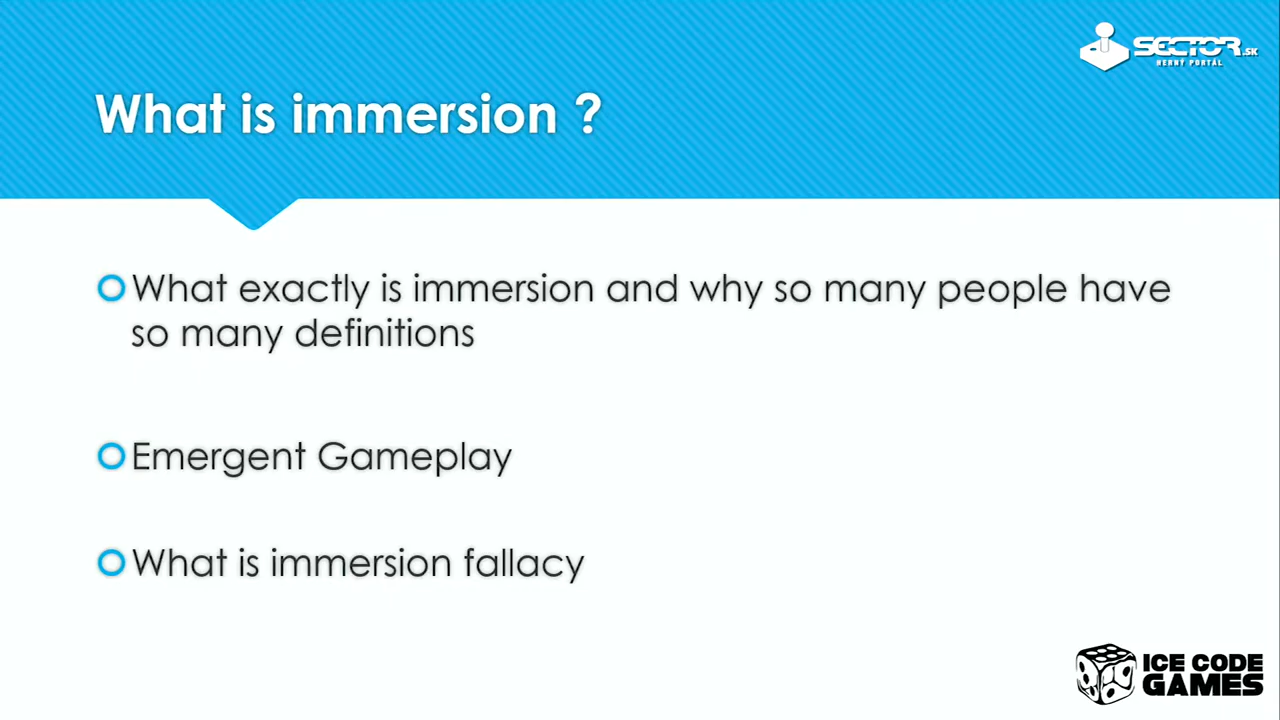 SECTOR.SK
HERNÝ PORTÁL
What is immersion ?
What exactly is immersion and why so many people have
so many definitions
Emergent Gameplay
What is immersion fallacy
ICE CODE
GAMES